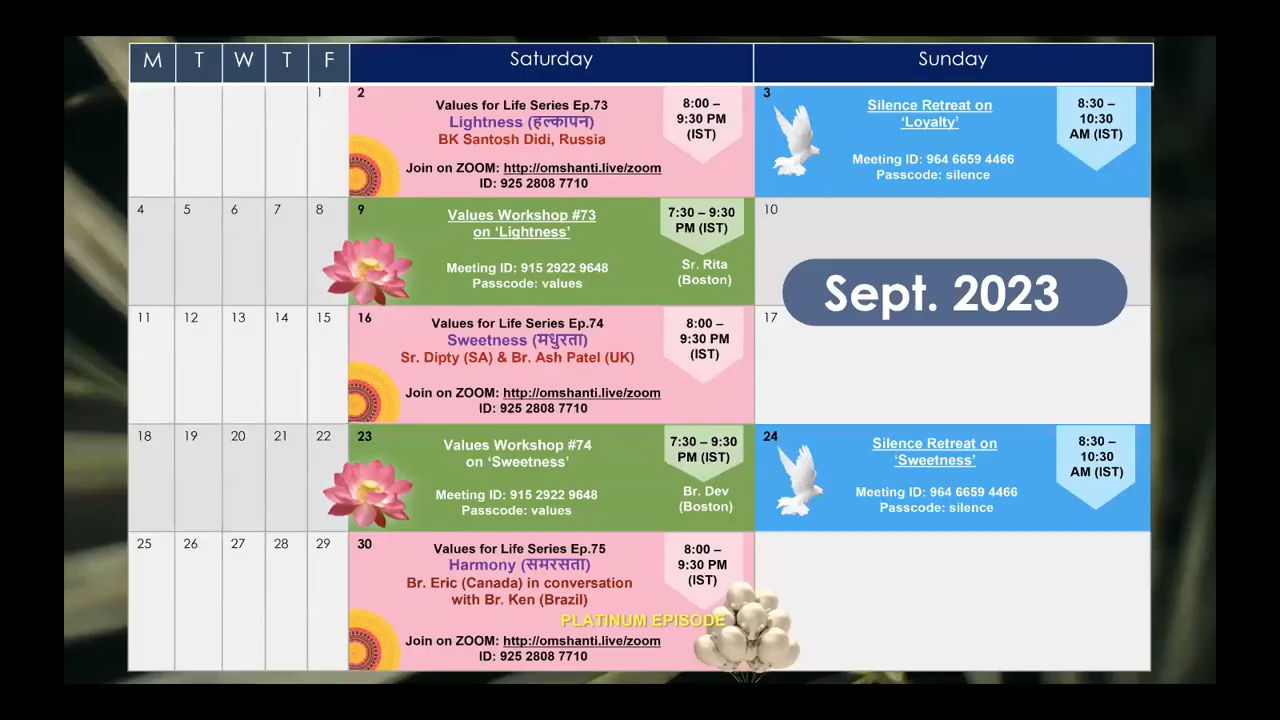 M T W T F Saturday Sunday
1
2
Values for Life Series Ep.73
Lightness (हल्कापन)
BK Santosh Didi, Russia
Join on ZOOM: http://omshanti.live/zoom
ID: 925 2808 7710
8:00 –
9:30 PM
(IST)
3
Silence Retreat on
‘Loyalty’
Meeting ID: 964 6659 4466
Passcode: silence
8:30 –
10:30
AM (IST)
4 5 6 7 8
9
Values Workshop #73
on ‘Lightness’
Meeting ID: 915 2922 9648
Passcode: values
7:30 – 9:30
PM (IST)
Sr. Rita
(Boston)
10
Sept. 2023
11 12 13 14 15
16
Values for Life Series Ep.74
Sweetness (मधुरता)
Sr. Dipty (SA) & Br. Ash Patel (UK)
Join on ZOOM: http://omshanti.live/zoom
ID: 925 2808 7710
8:00 –
9:30 PM
(IST)
17
18 19 20 21 22
23
Values Workshop #74
on ‘Sweetness’
Meeting ID: 915 2922 9648
Passcode: values
7:30 – 9:30
PM (IST)
Br. Dev
(Boston)
24
Silence Retreat on
‘Sweetness’
Meeting ID: 964 6659 4466
Passcode: silence
8:30 –
10:30
AM (IST)
25 26 27 28 29
30
Values for Life Series Ep.75
Harmony (समरसता)
Br. Eric (Canada) in conversation
with Br. Ken (Brazil)
PLATINUM EPISODE
Join on ZOOM: http://omshanti.live/zoom
ID: 925 2808 7710
8:00 –
9:30 PM
(IST)